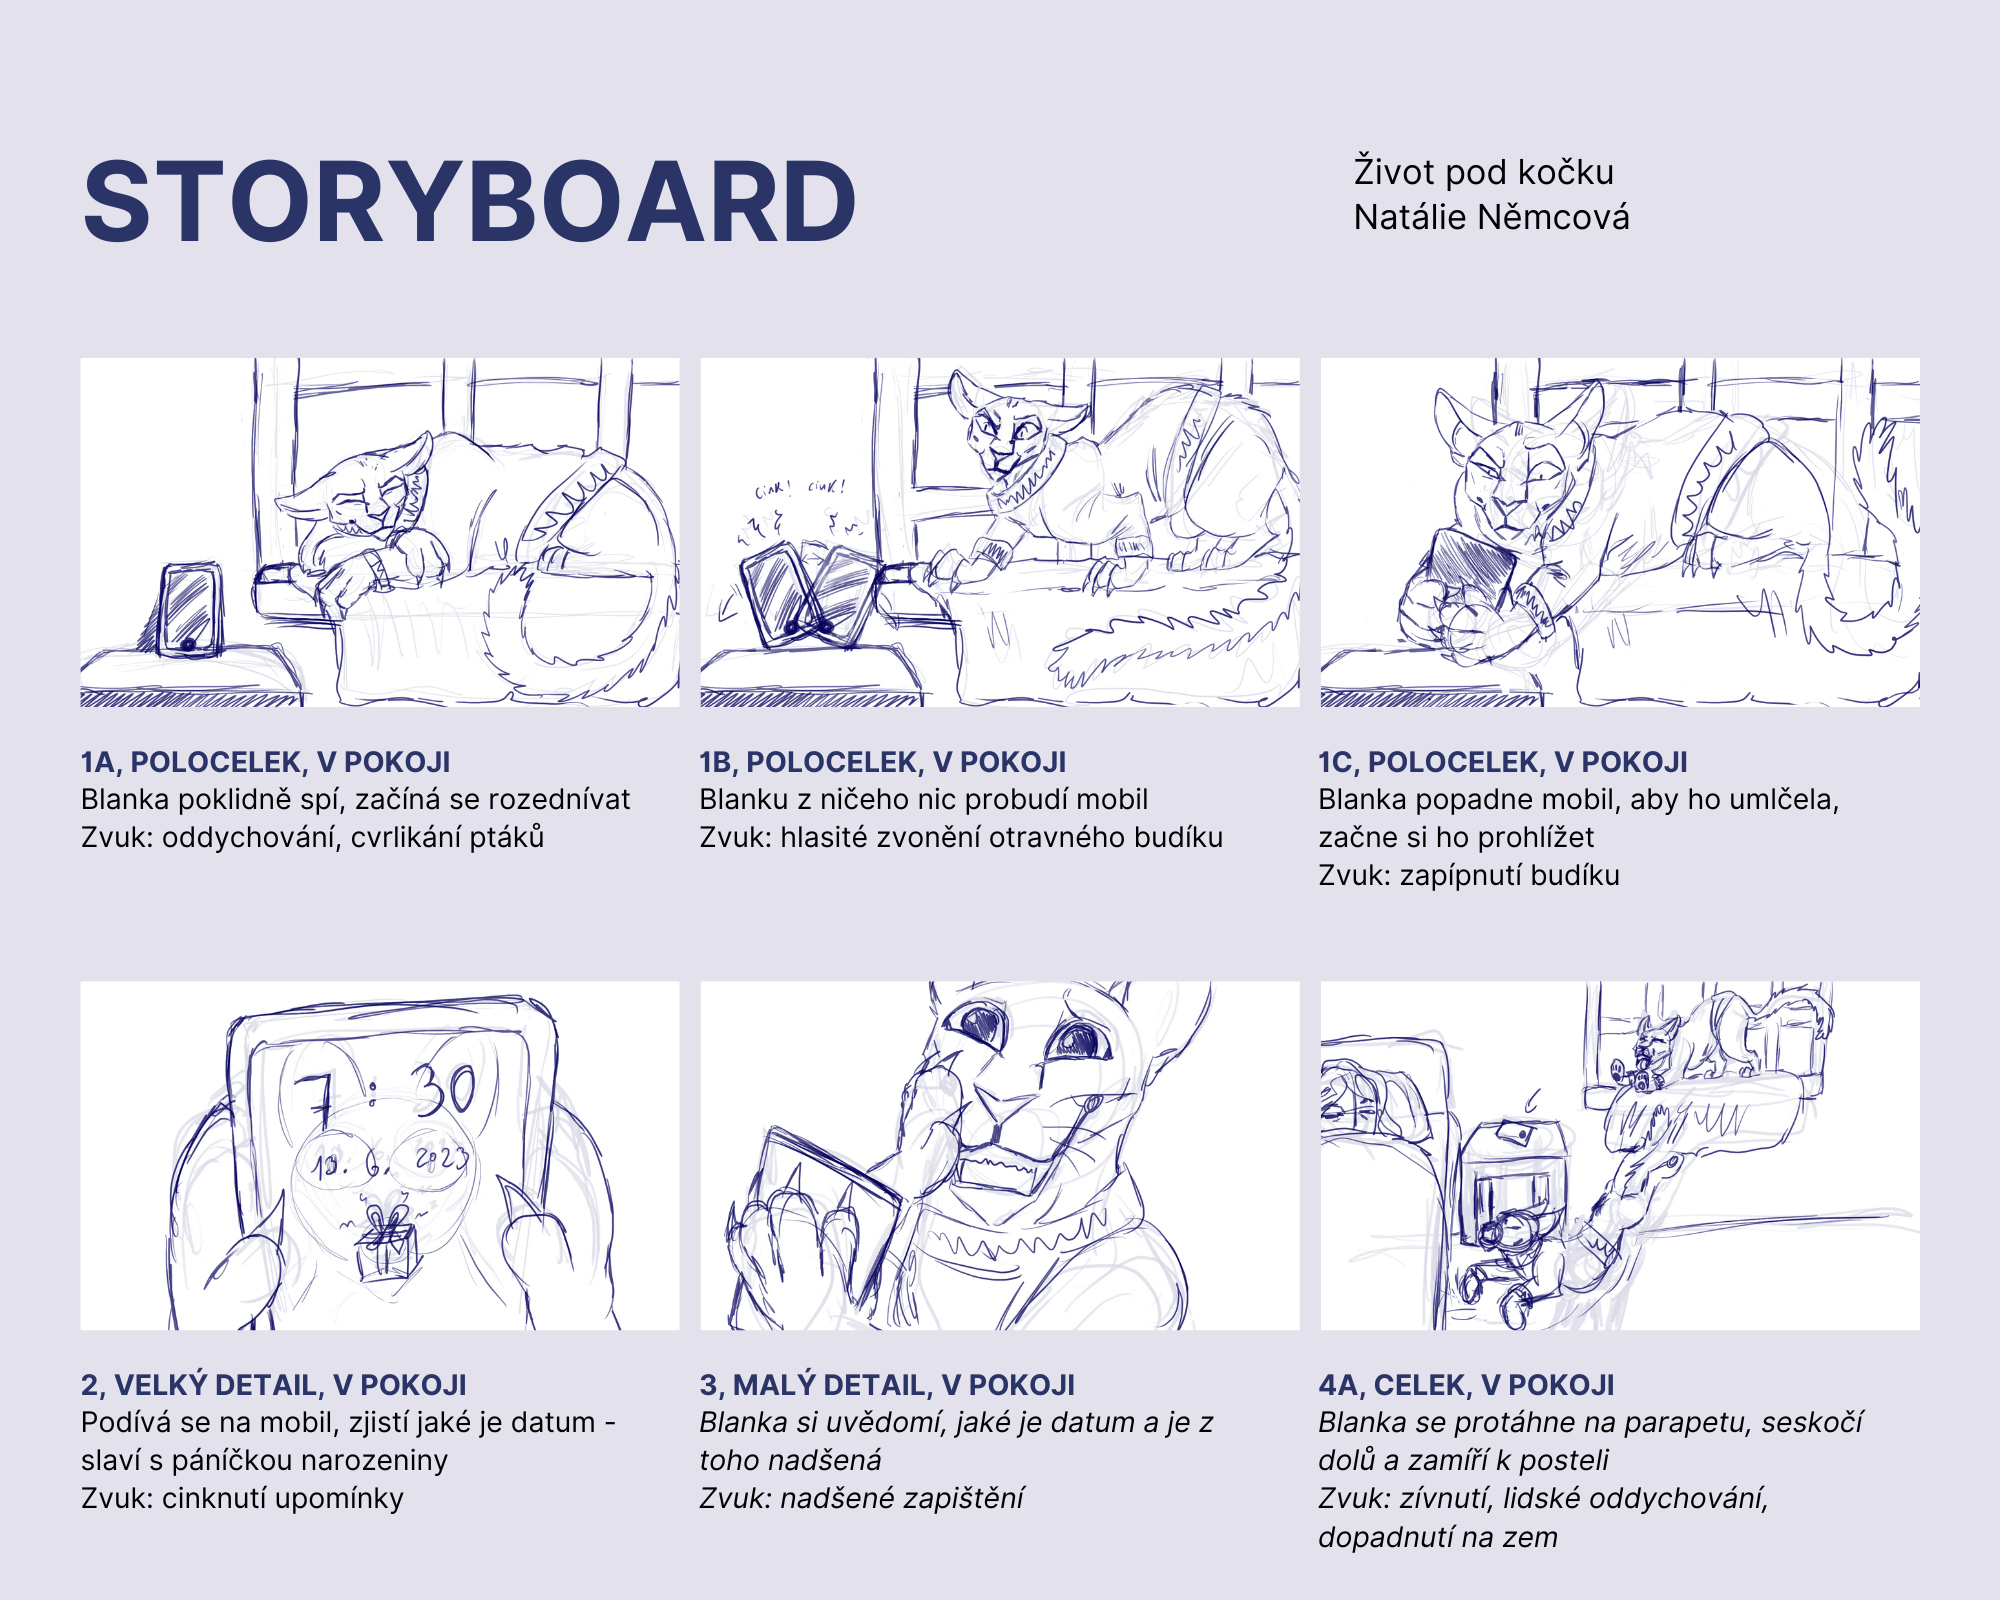 STORYBOARD
Život pod kočku
Natálie Němcová
cink! cink!
1A, POLOCELEK, V POKOJI
Blanka poklidně spí, začíná se rozednívat
Zvuk: oddychování, cvrlikání ptáků
1B, POLOCELEK, V POKOJI
Blanku z ničeho nic probudí mobil
Zvuk: hlasité zvonění otravného budíku
1C, POLOCELEK, V POKOJI
Blanka popadne mobil, aby ho umlčela,
začne si ho prohlížet
Zvuk: zapípnutí budíku
7:30
. 6. 2023
2, VELKÝ DETAIL, V POKOJI
Podívá se na mobil, zjistí jaké je datum -
slaví s páníčkou narozeniny
Zvuk: cinknutí upomínky
3, MALÝ DETAIL, V POKOJI
Blanka si uvědomí, jaké je datum a je z
toho nadšená
Zvuk: nadšené zapištění
4A, CELEK, V POKOJI
Blanka se protáhne na parapetu, seskočí
dolů a zamíří k posteli
Zvuk: zívnutí, lidské oddychování,
dopadnutí na zem